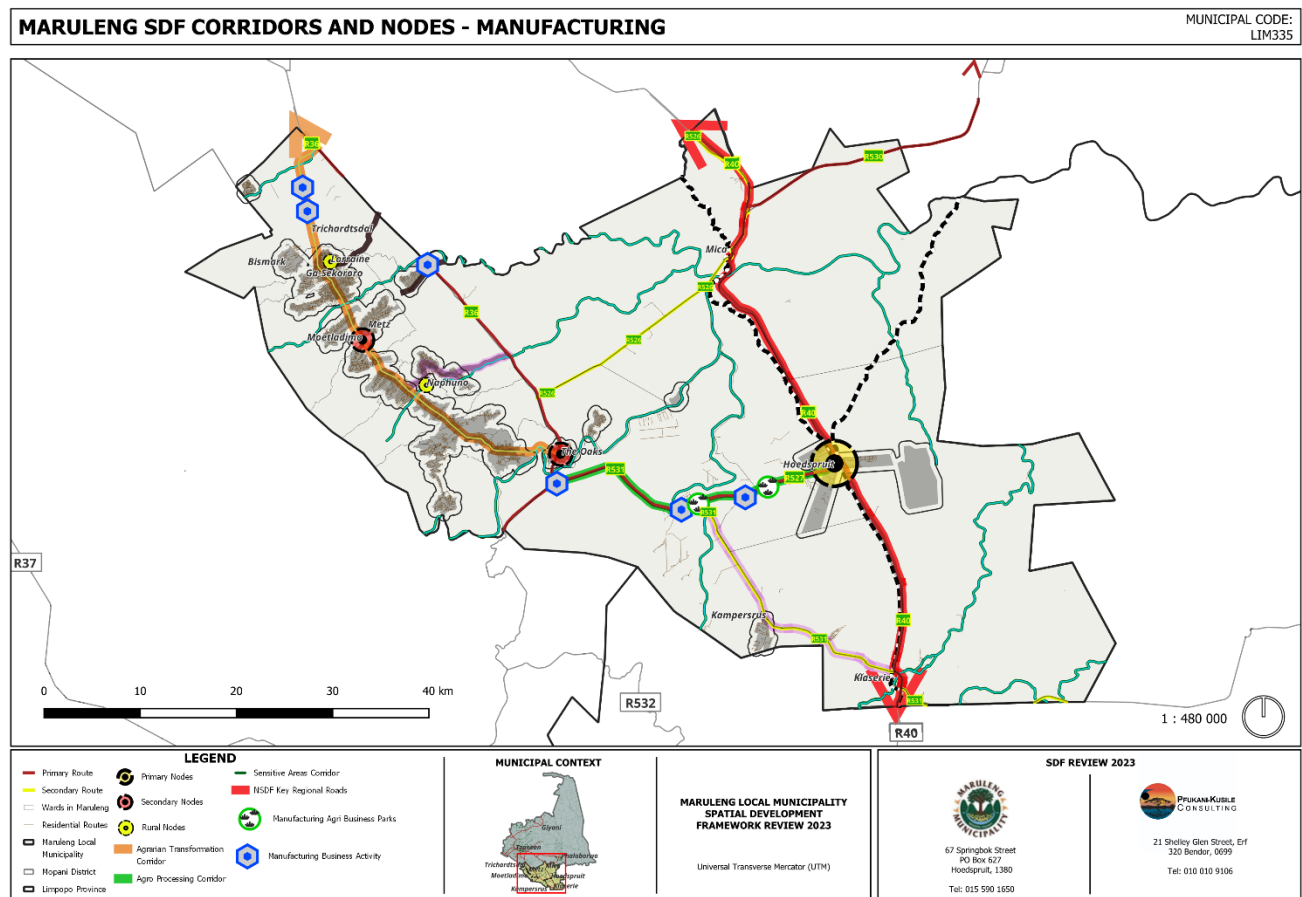 MARULENG SDF CORRIDORS AND NODES - MANUFACTURING
MUNICIPAL CODE:
LIM335
R526
R36
R40
R530
Trichardtsdal
Mica
Bismark
Lorraine
Ga-Sekororo
R526
R36
Metz
Moetladimo
R526
Naphuno
R526
R40
The Oaks
Hoedspruit
R531
R527
R531
R37
Kampersrus
R40
R531
Klaserie
R531
R532
R40
0 10 20 30 40 km
1 : 480 000
LEGEND
Primary Route
Secondary Route
Wards in Maruleng
Residential Routes
Maruleng Local
Municipality
Mopani District
Limpopo Province
Primary Nodes
Secondary Nodes
Rural Nodes
Agrarian Transformation
Corridor
Agro Processing Corridor
Sensitive Areas Corridor
NSDF Key Regional Roads
Manufacturing Agri Business Parks
Manufacturing Business Activity
MUNICIPAL CONTEXT
Giyani
Tzaneen
Phalaborwa
Trichardtsdal
Mica
Metz
Moetladimo
Hoedspruit
Klaserie
Kampersrus
MARULENG LOCAL MUNICIPALITY
SPATIAL DEVELOPMENT
FRAMEWORK REVIEW 2023
Universal Transverse Mercator (UTM)
SDF REVIEW 2023
MARULENG
MUNICIPALITY
67 Springbok Street
PO Box 627
Hoedspruit, 1380
Tel: 015 590 1650
PFUKANI-KUSILE
CONSULTING
21 Shelley Glen Street, Erf
320 Bendor, 0699
Tel: 010 010 9106